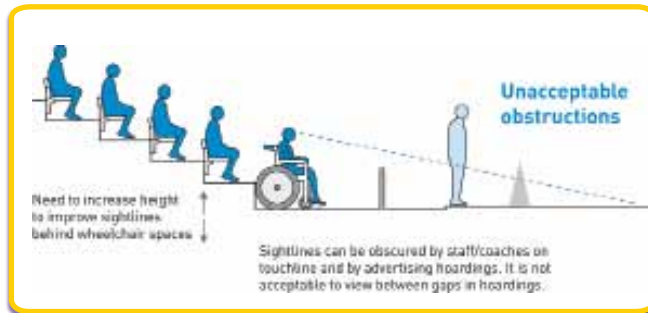 Unacceptable
obstructions
Need to increase height
to improve sightlines
behind wheelchair spaces
Sightlines can be obscured by staff/coaches on
touchline and by advertising hoardings. It is not
acceptable to view between gaps in hoardings.